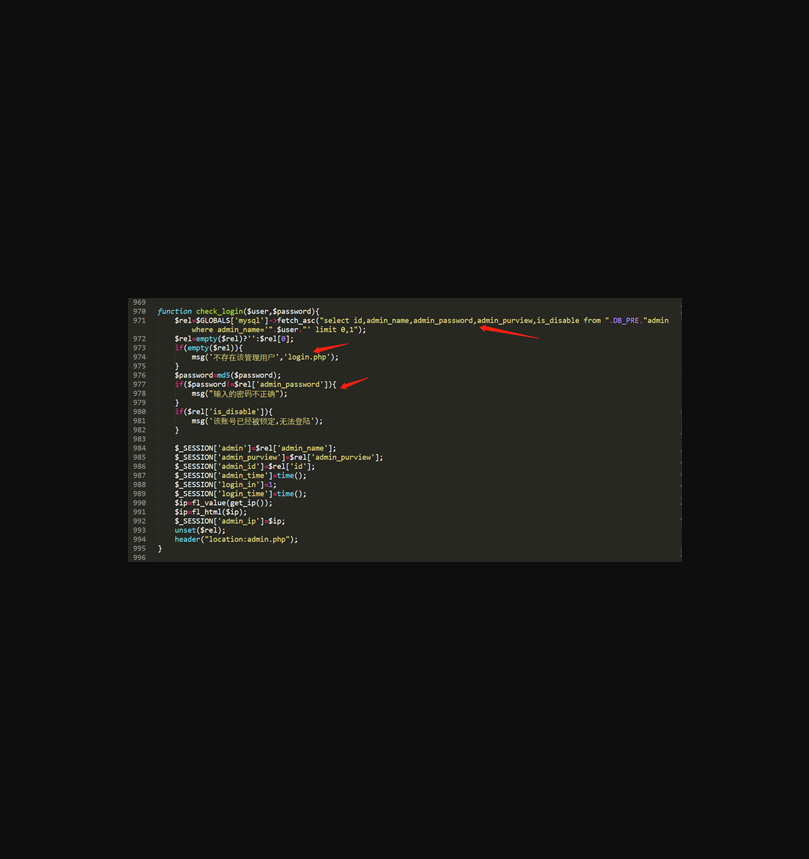 969
970 function check_login($user,$password){
971 $rel=$GLOBALS['mysql']->fetch_asc("select id,admin_name,admin_password,admin_purview,is_disable from ".DB_PRE."admin
where admin_name='".$user."' limit 0,1");
972 $rel=empty($rel)?'':$rel[0];
973 if(empty($rel)){
974 msg('不存在该管理用户','login.php');
975 }
976 $password=md5($password);
977 if($password!=$rel['admin_password']){
978 msg("输入的密码不正确");
979 }
980 if($rel['is_disable']){
981 msg('该账号已经被锁定,无法登陆');
982 }
983
984 $_SESSION['admin']=$rel['admin_name'];
985 $_SESSION['admin_purview']=$rel['admin_purview'];
986 $_SESSION['admin_id']=$rel['id'];
987 $_SESSION['admin_time']=time();
988 $_SESSION['login_in']=1;
989 $_SESSION['login_time']=time();
990 $ip=fl_value(get_ip());
991 $ip=fl_html($ip);
992 $_SESSION['admin_ip']=$ip;
993 unset($rel);
994 header("location:admin.php");
995 }
996